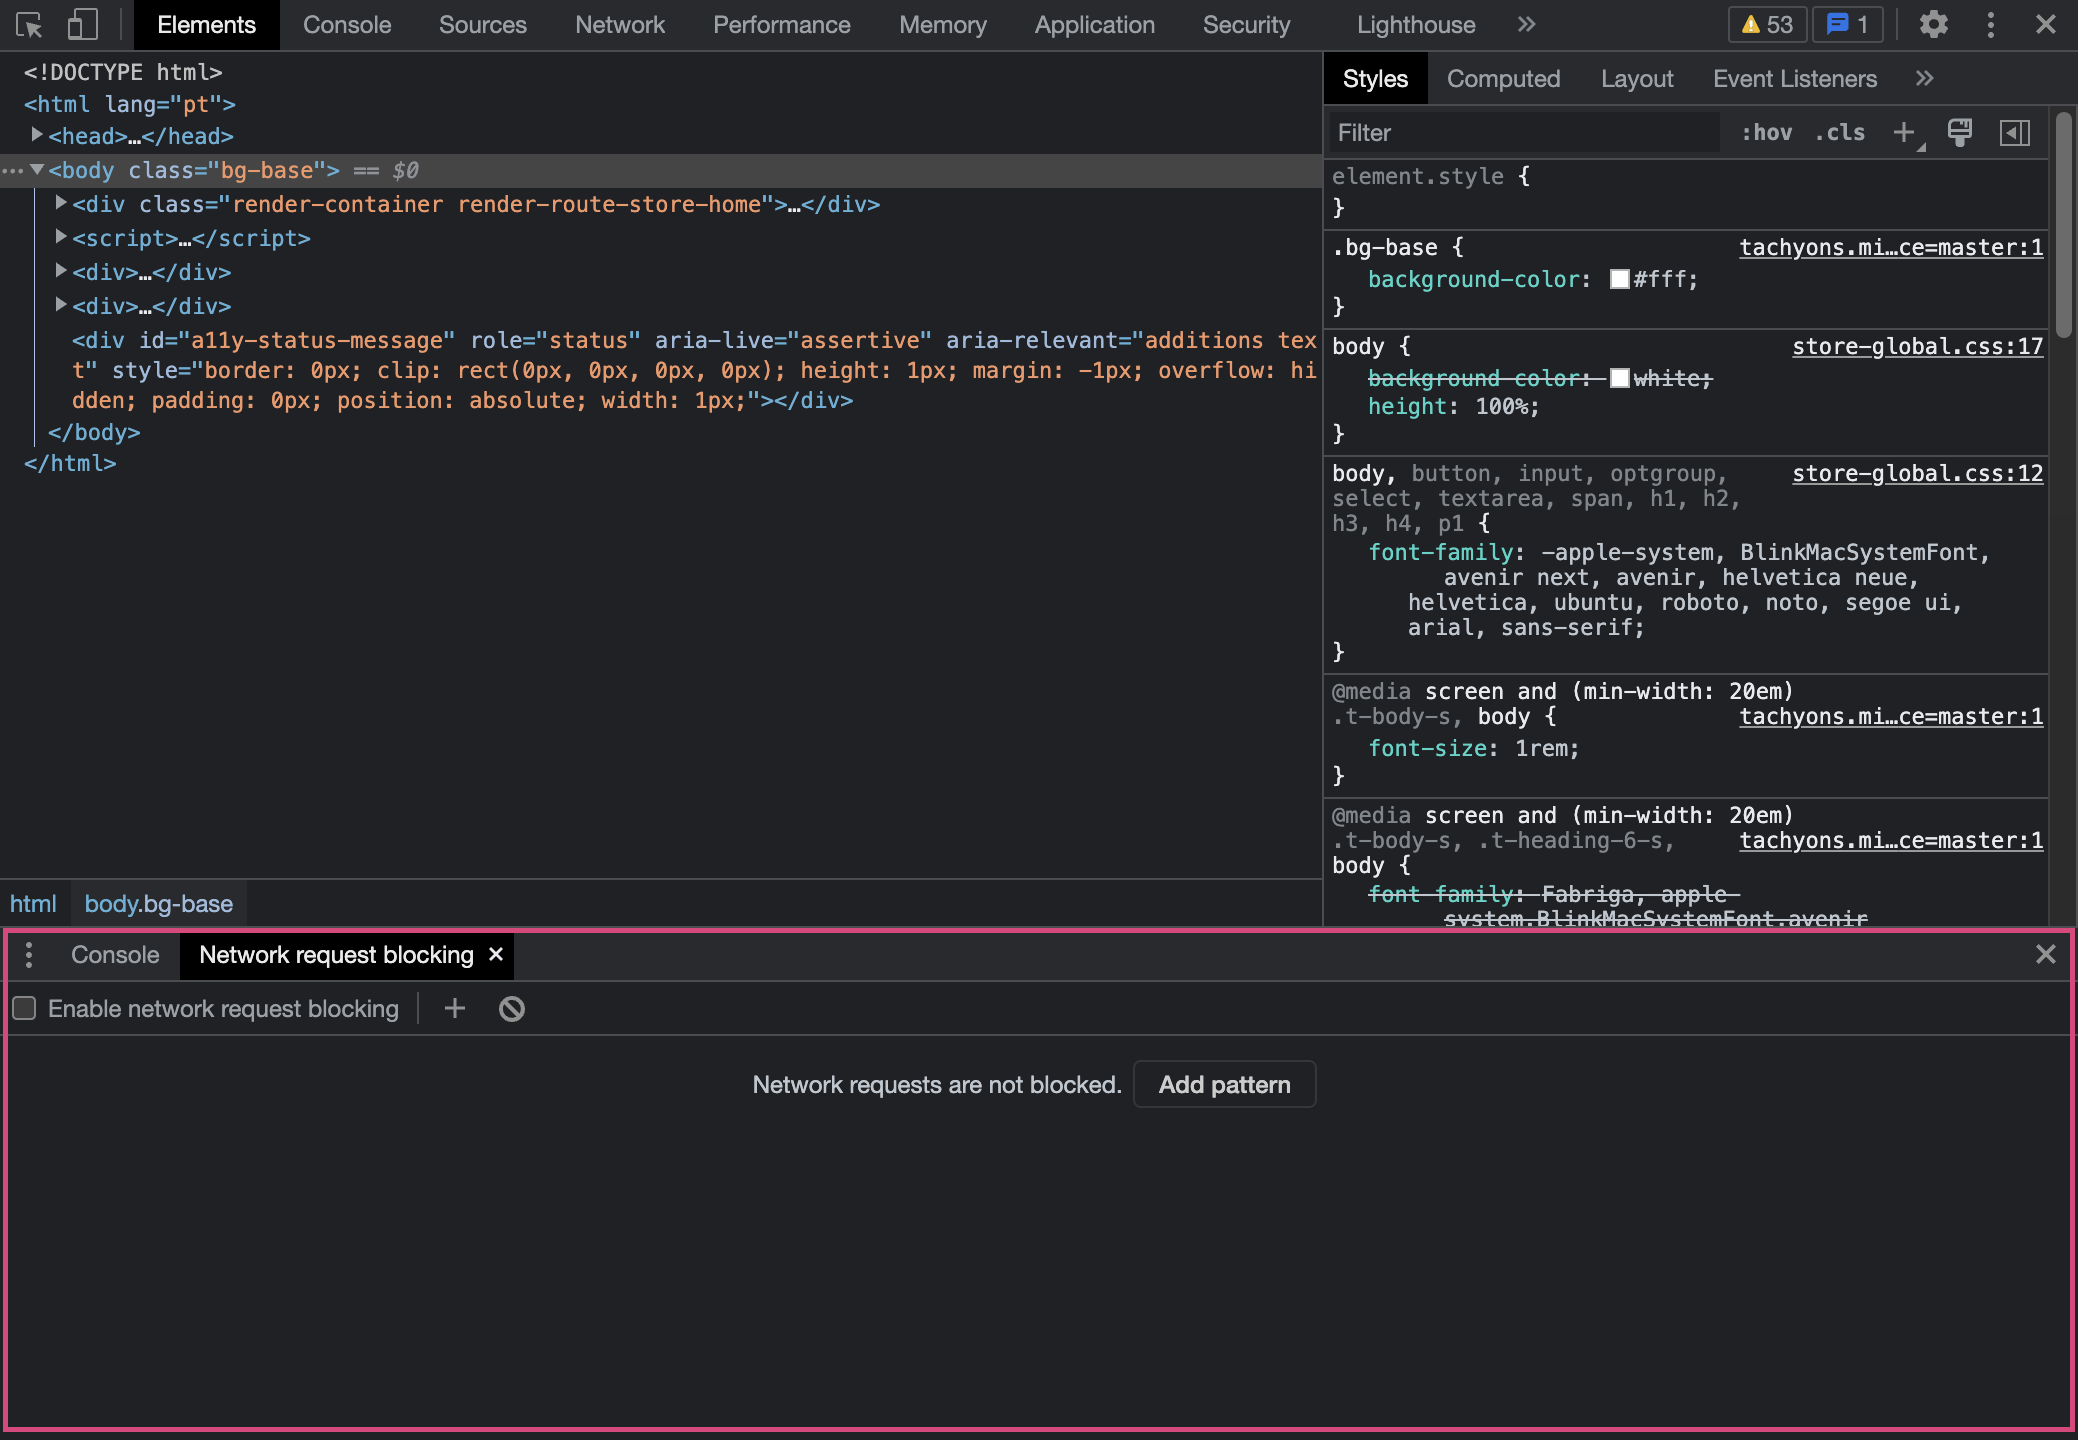 Elements Console Sources Network Performance Memory Application Security Lighthouse » 53 1
<!DOCTYPE html>
<html lang="pt">
<head>…</head>
<body class="bg-base"> == $0
<div class="render-container render-route-store-home">…</div>
<script>…</script>
<div>…</div>
<div>…</div>
<div id="a11y-status-message" role="status" aria-live="assertive" aria-relevant="additions tex
t" style="border: 0px; clip: rect(0px, 0px, 0px, 0px); height: 1px; margin: -1px; overflow: hi
dden; padding: 0px; position: absolute; width: 1px;"></div>
</body>
</html>
html body.bg-base
Styles Computed Layout Event Listeners »
Filter :hov .cls
element.style {
}
.bg-base { tachyons.mi…ce=master:1
background-color: #fff;
}
body { store-global.css:17
background-color: white;
height: 100%;
}
body, button, input, optgroup, store-global.css:12
select, textarea, span, h1, h2,
h3, h4, p1 {
font-family: -apple-system, BlinkMacSystemFont,
avenir next, avenir, helvetica neue,
helvetica, ubuntu, roboto, noto, segoe ui,
arial, sans-serif;
}
@media screen and (min-width: 20em)
.t-body-s, body { tachyons.mi…ce=master:1
font-size: 1rem;
}
@media screen and (min-width: 20em)
.t-body-s, .t-heading-6-s, tachyons.mi…ce=master:1
body {
font-family: Fabriga, apple-
system,BlinkMacSystemFont,avenir
Console Network request blocking
Enable network request blocking
Network requests are not blocked. Add pattern